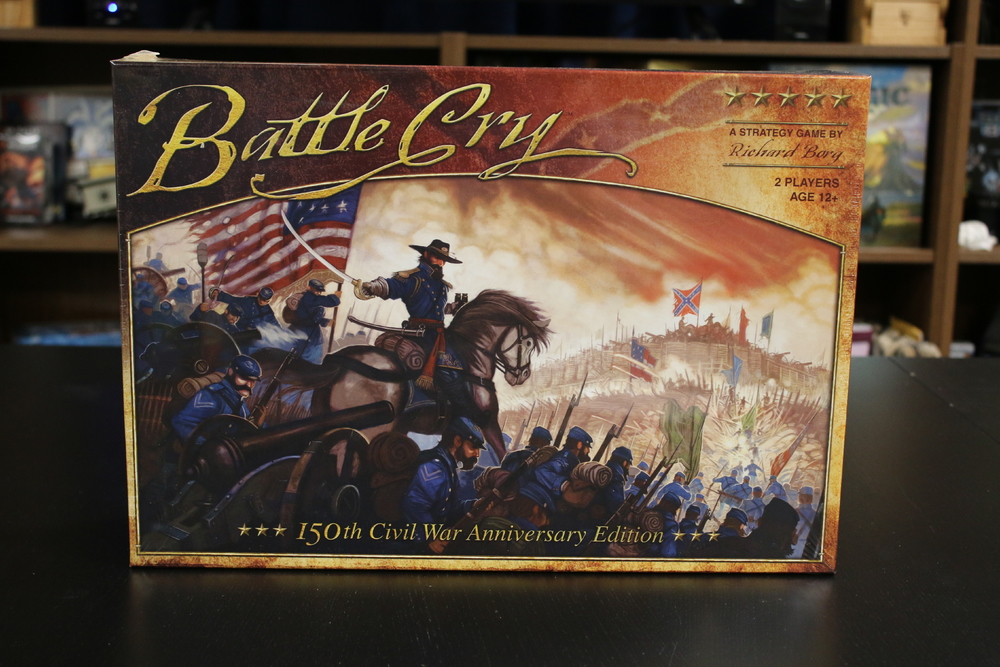 Battle Cry
A STRATEGY GAME BY
Richard Borg
2 PLAYERS
AGE 12+
150th Civil War Anniversary Edition